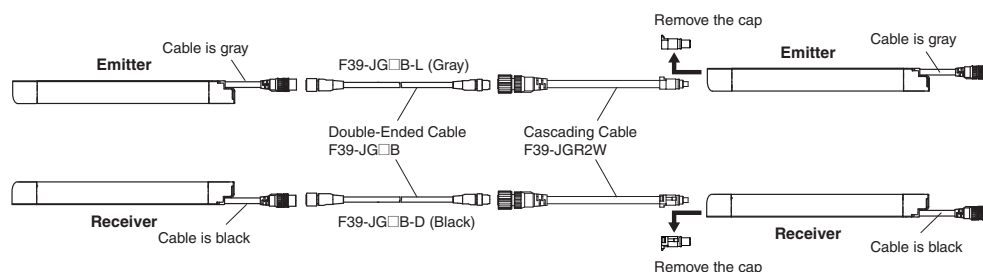 Remove the cap
Cable is gray
Emitter
F39-JG□B-L (Gray)
Emitter
Cable is gray
Double-Ended Cable
F39-JG□B
Cascading Cable
F39-JGR2W
Receiver
Cable is black
F39-JG□B-D (Black)
Receiver
Cable is black
Remove the cap